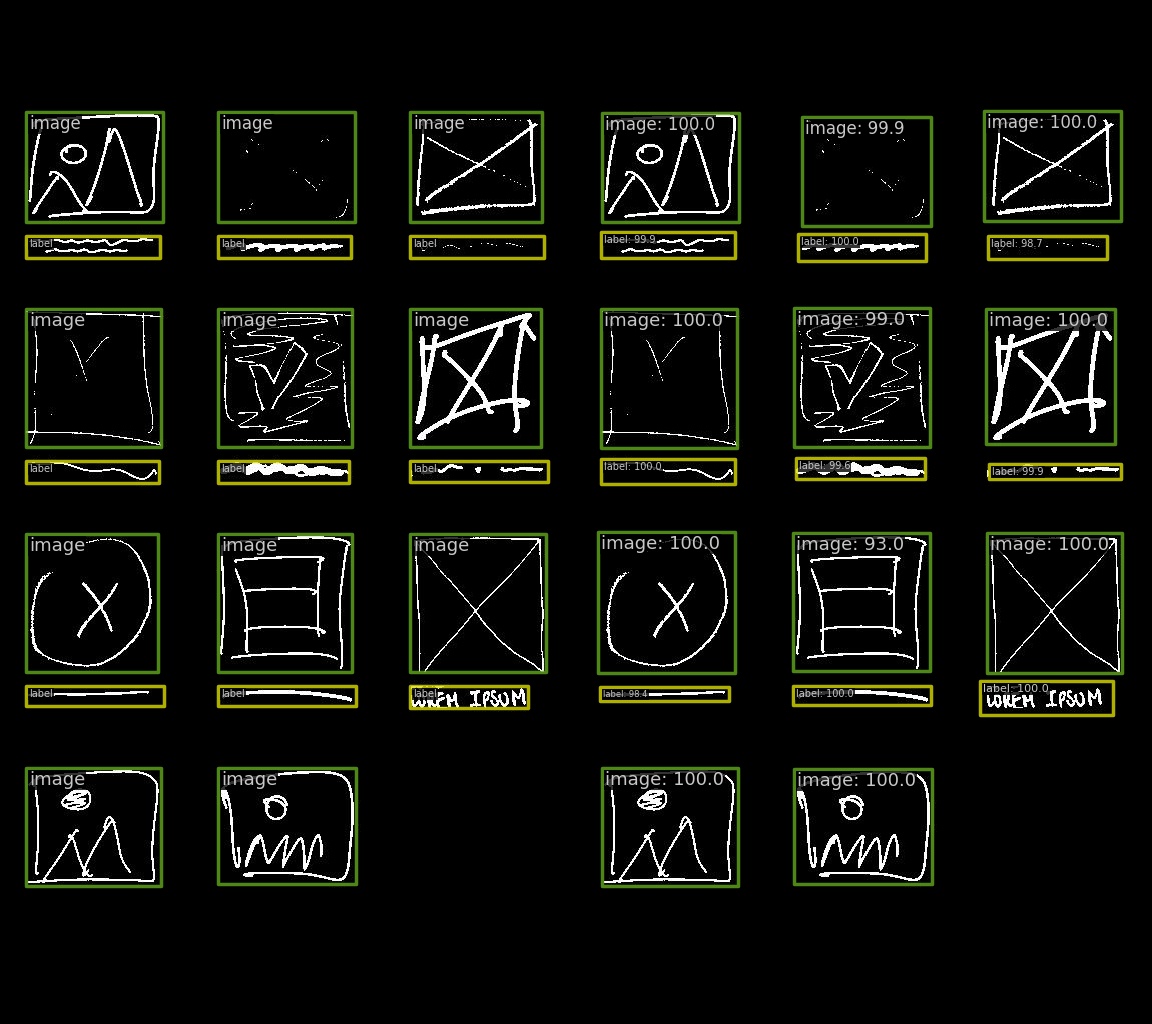 image image image image: 100.0 image: 99.9 image: 100.0
label label label label: 99.9 label: 100.0 label: 98.7
image image image image: 100.0 image: 99.0 image: 100.0
label label label label: 100.0 label: 99.6 label: 99.9
image image image image: 100.0 image: 93.0 image: 100.0
label label label label: 98.4 label: 100.0 label: 100.0
LOREM IPSUM LOREM IPSUM
image image image: 100.0 image: 100.0